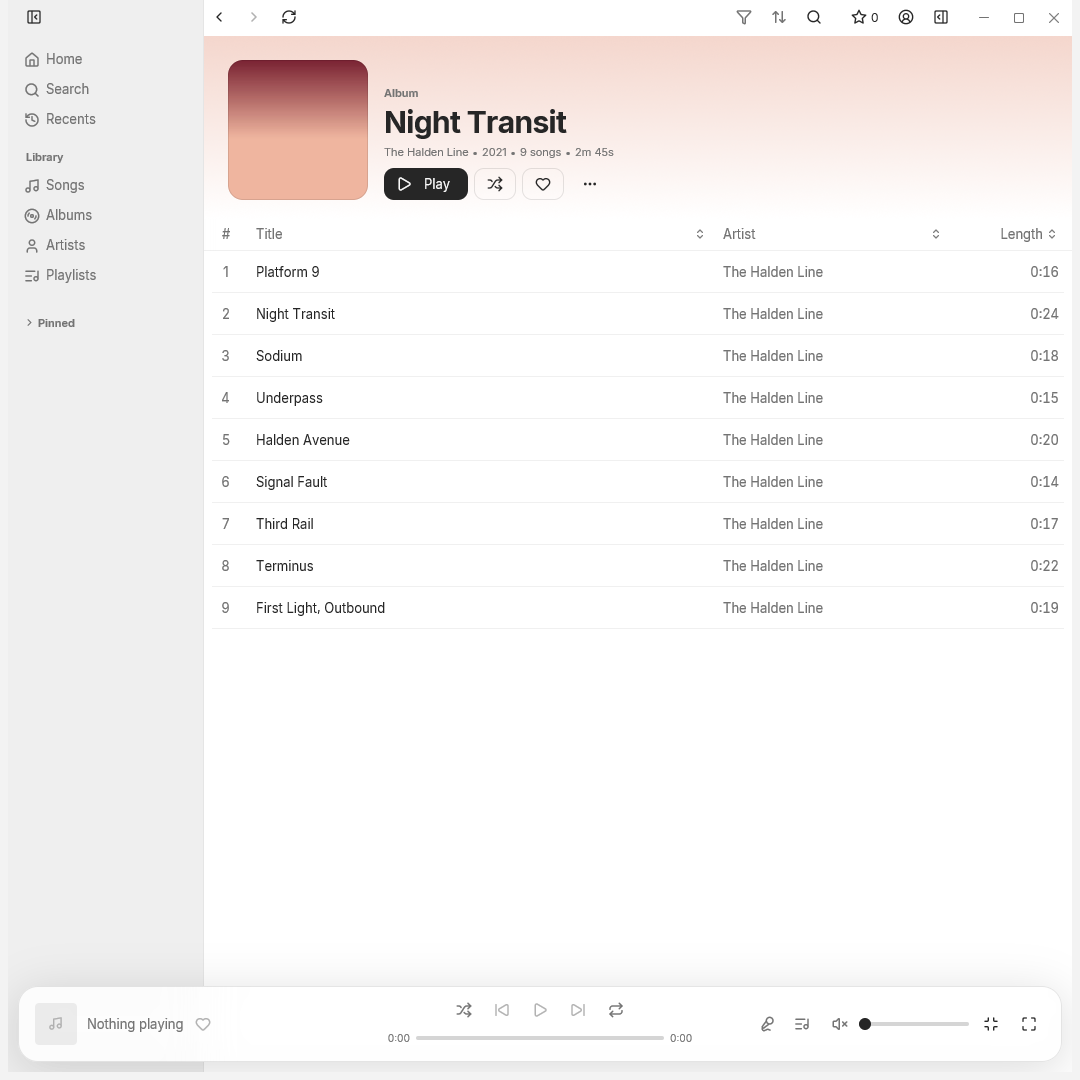 0
Home
Search
Recents
Library
Songs
Albums
Artists
Playlists
Pinned
Album
Night Transit
The Halden Line • 2021 • 9 songs • 2m 45s
Play
# Title Artist Length
1 Platform 9 The Halden Line 0:16
2 Night Transit The Halden Line 0:24
3 Sodium The Halden Line 0:18
4 Underpass The Halden Line 0:15
5 Halden Avenue The Halden Line 0:20
6 Signal Fault The Halden Line 0:14
7 Third Rail The Halden Line 0:17
8 Terminus The Halden Line 0:22
9 First Light, Outbound The Halden Line 0:19
Nothing playing
0:00 0:00